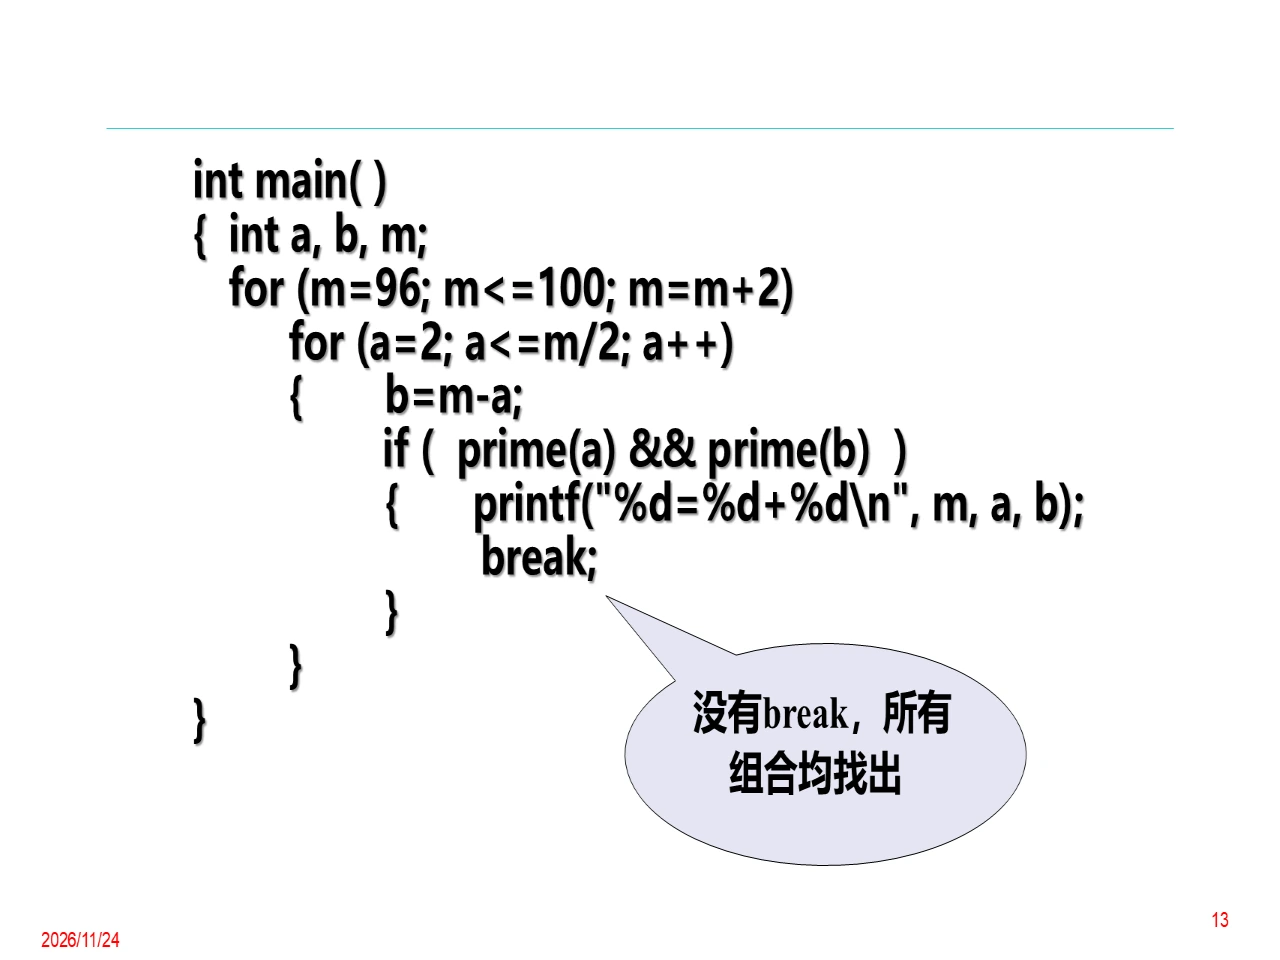 int main( )
{ int a, b, m;
for (m=96; m<=100; m=m+2)
for (a=2; a<=m/2; a++)
{ b=m-a;
if ( prime(a) && prime(b) )
{ printf("%d=%d+%d\n", m, a, b);
break;
}
}
}
没有break，所有
组合均找出
2026/11/24
13